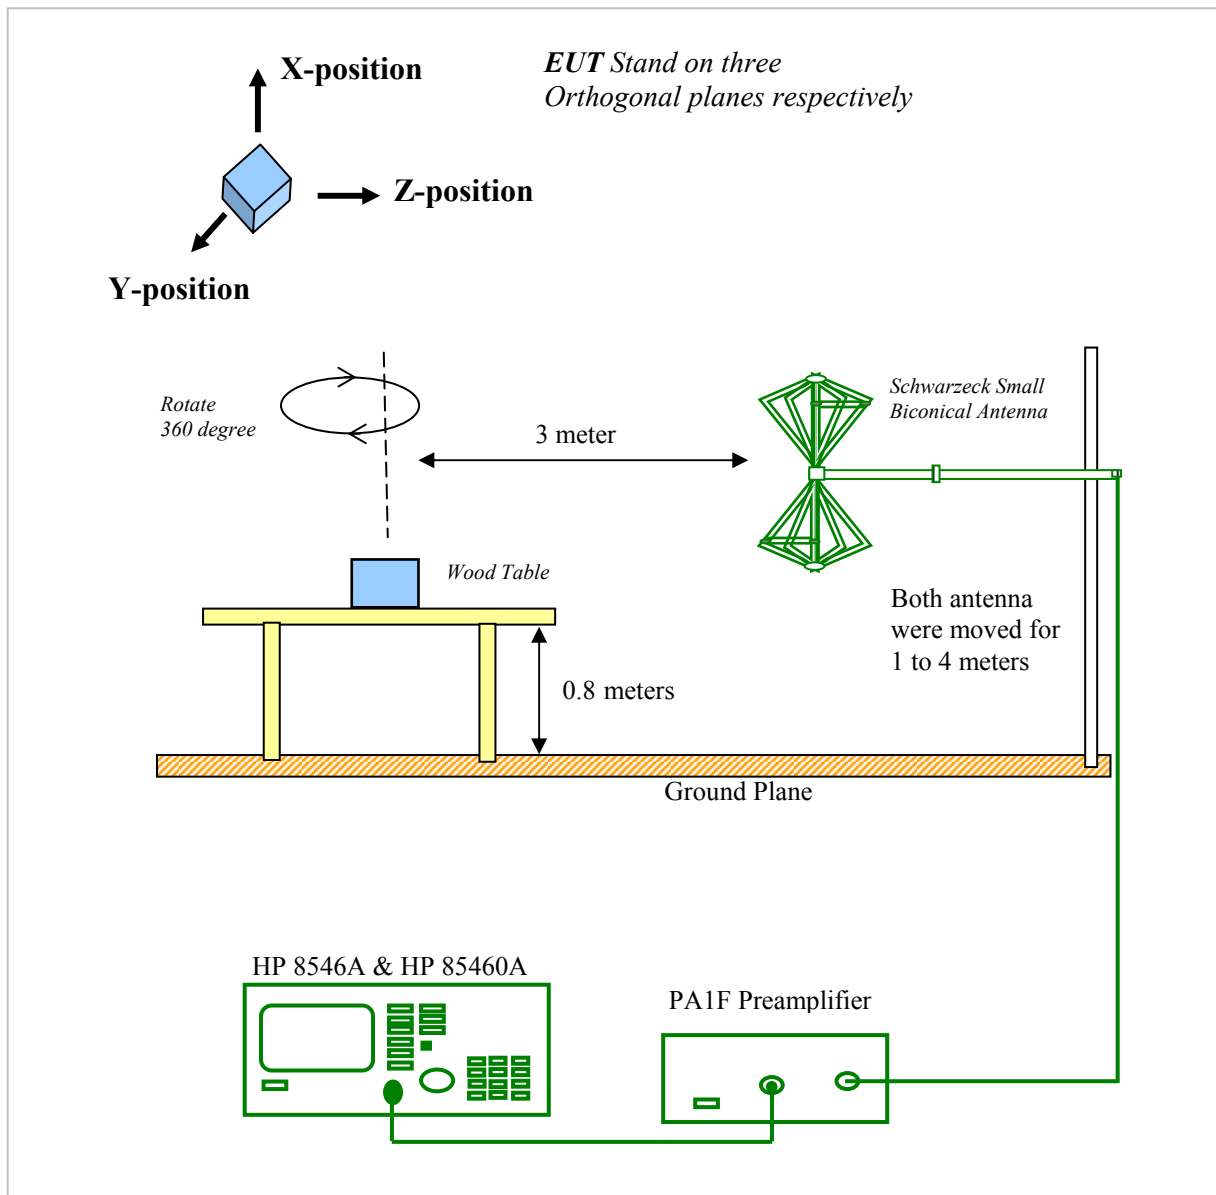 X-position
EUT Stand on three
Orthogonal planes respectively
Z-position
Y-position
Rotate
360 degree
3 meter
Schwarzeck Small
Biconical Antenna
Wood Table
Both antenna
were moved for
1 to 4 meters
0.8 meters
Ground Plane
HP 8546A & HP 85460A
PA1F Preamplifier